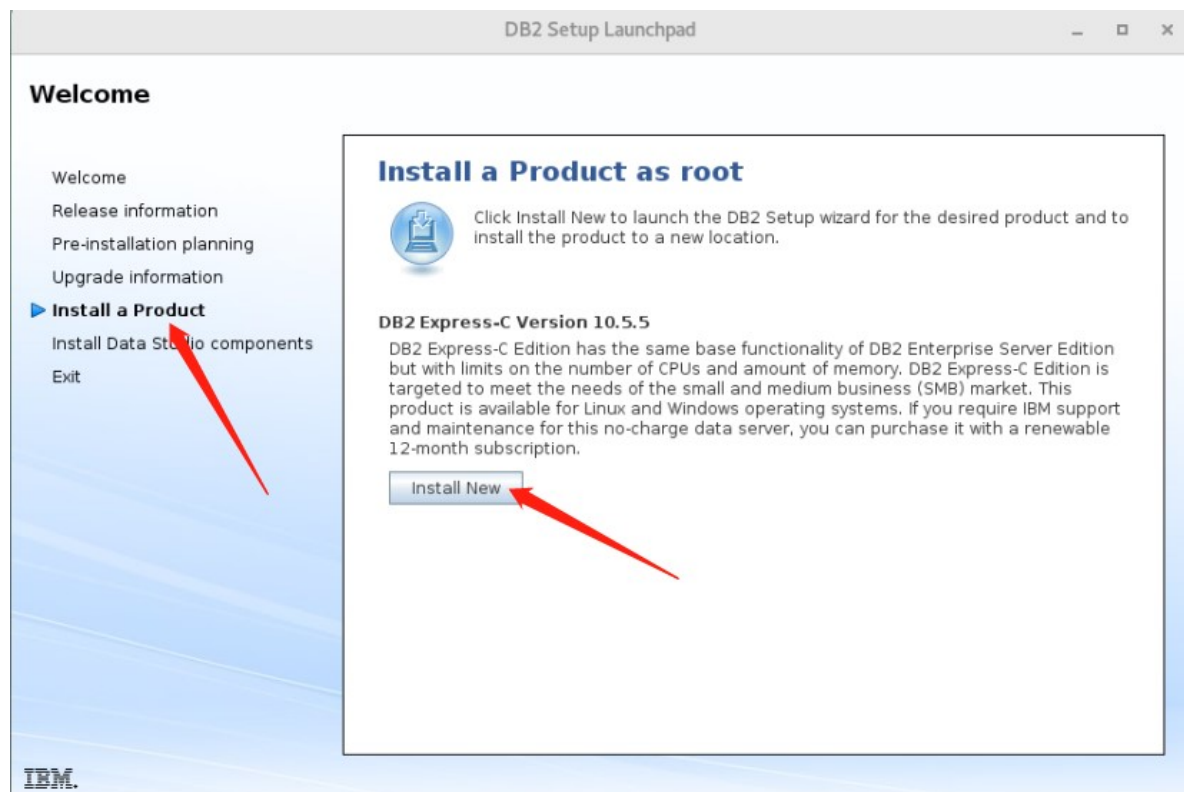 DB2 Setup Launchpad
Welcome
Welcome
Release information
Pre-installation planning
Upgrade information
Install a Product
Install Data Studio components
Exit
Install a Product as root
Click Install New to launch the DB2 Setup wizard for the desired product and to
install the product to a new location.
DB2 Express-C Version 10.5.5
DB2 Express-C Edition has the same base functionality of DB2 Enterprise Server Edition
but with limits on the number of CPUs and amount of memory. DB2 Express-C Edition is
targeted to meet the needs of the small and medium business (SMB) market. This
product is available for Linux and Windows operating systems. If you require IBM support
and maintenance for this no-charge data server, you can purchase it with a renewable
12-month subscription.
Install New
IBM.